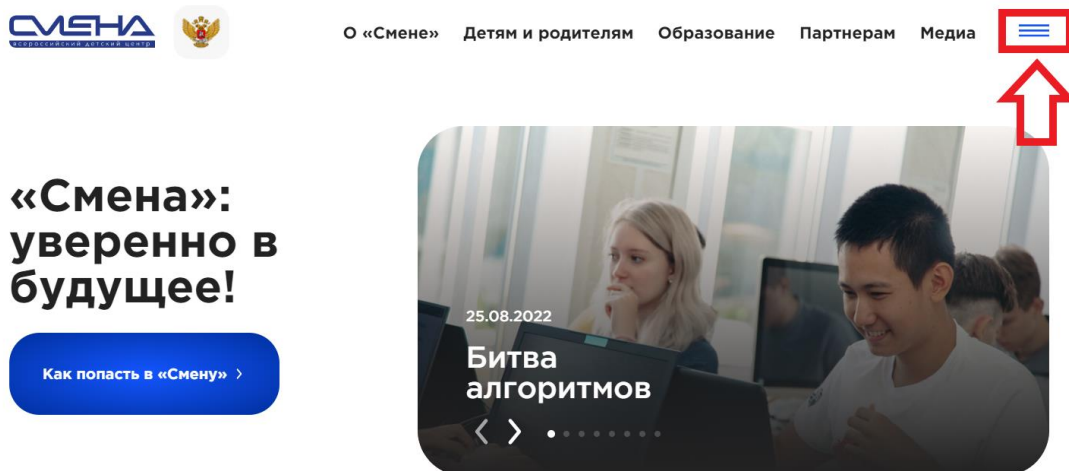 СМЕНА
всероссийский детский центр
О «Смене» Детям и родителям Образование Партнерам Медиа
«Смена»:
уверенно в
будущее!
Как попасть в «Смену» >
25.08.2022
Битва
алгоритмов